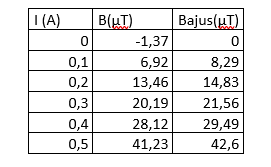 I (A) B(µT) Bajus(µT)
0 -1,37 0
0,1 6,92 8,29
0,2 13,46 14,83
0,3 20,19 21,56
0,4 28,12 29,49
0,5 41,23 42,6